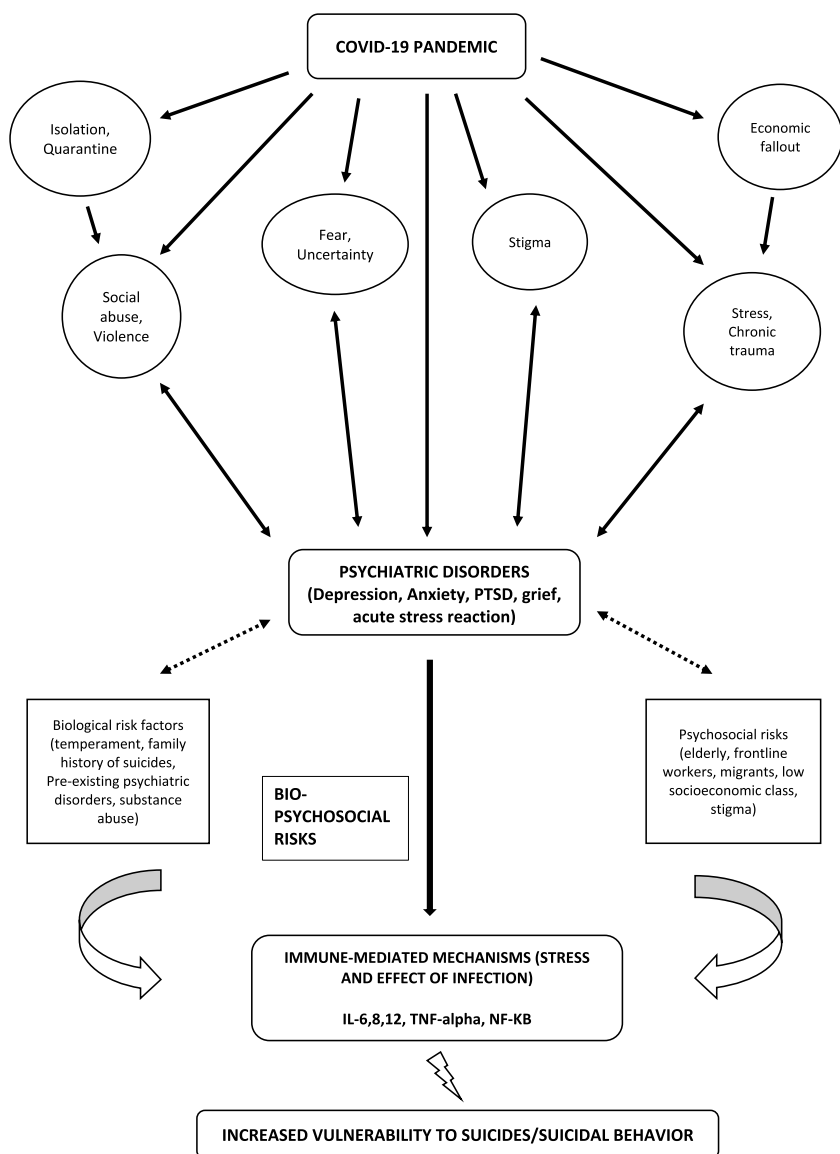 COVID-19 PANDEMIC
Isolation,
Quarantine
Economic
fallout
Fear,
Uncertainty
Stigma
Social
abuse,
Violence
Stress,
Chronic
trauma
PSYCHIATRIC DISORDERS
(Depression, Anxiety, PTSD, grief,
acute stress reaction)
Biological risk factors
(temperament, family
history of suicides,
Pre-existing psychiatric
disorders, substance
abuse)
Psychosocial risks
(elderly, frontline
workers, migrants, low
socioeconomic class,
stigma)
BIO-
PSYCHOSOCIAL
RISKS
IMMUNE-MEDIATED MECHANISMS (STRESS
AND EFFECT OF INFECTION)
IL-6,8,12, TNF-alpha, NF-KB
INCREASED VULNERABILITY TO SUICIDES/SUICIDAL BEHAVIOR